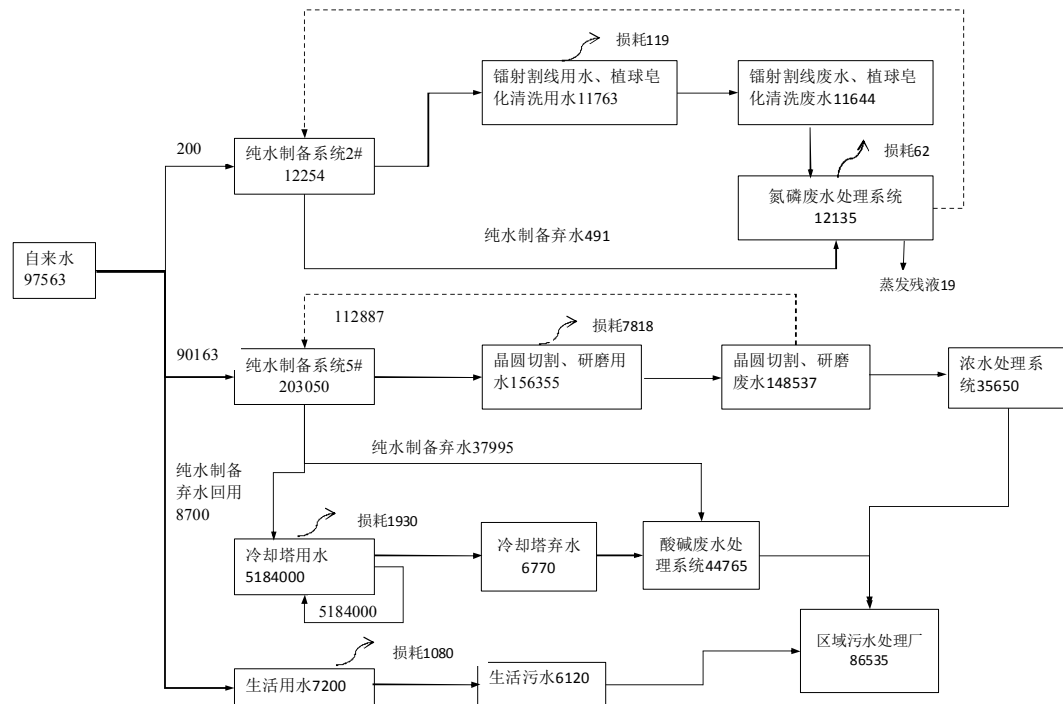 损耗119
镭射割线用水、植球皂
化清洗用水11763
镭射割线废水、植球皂
化清洗废水11644
200
纯水制备系统2#
12254
损耗62
氮磷废水处理系统
12135
纯水制备弃水491
自来水
97563
蒸发残液19
112887
损耗7818
90163
纯水制备系统5#
203050
晶圆切割、研磨用
水156355
晶圆切割、研磨
废水148537
浓水处理系
统35650
纯水制备弃水37995
纯水制备
弃水回用
8700
损耗1930
冷却塔用水
5184000
冷却塔弃水
6770
酸碱废水处
理系统44765
5184000
区域污水处理厂
86535
损耗1080
生活用水7200
生活污水6120